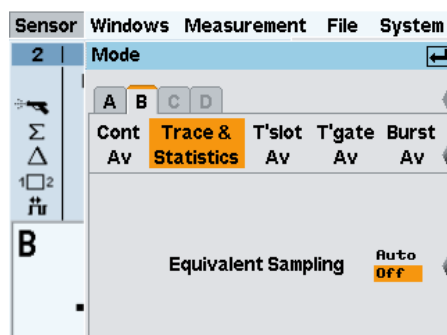 Sensor Windows Measurement File System
2 Mode
A B C D
Cont Trace & T'slot T'gate Burst
Av Statistics Av Av Av
Σ
Δ
1 2
B
Equivalent Sampling Auto
Off